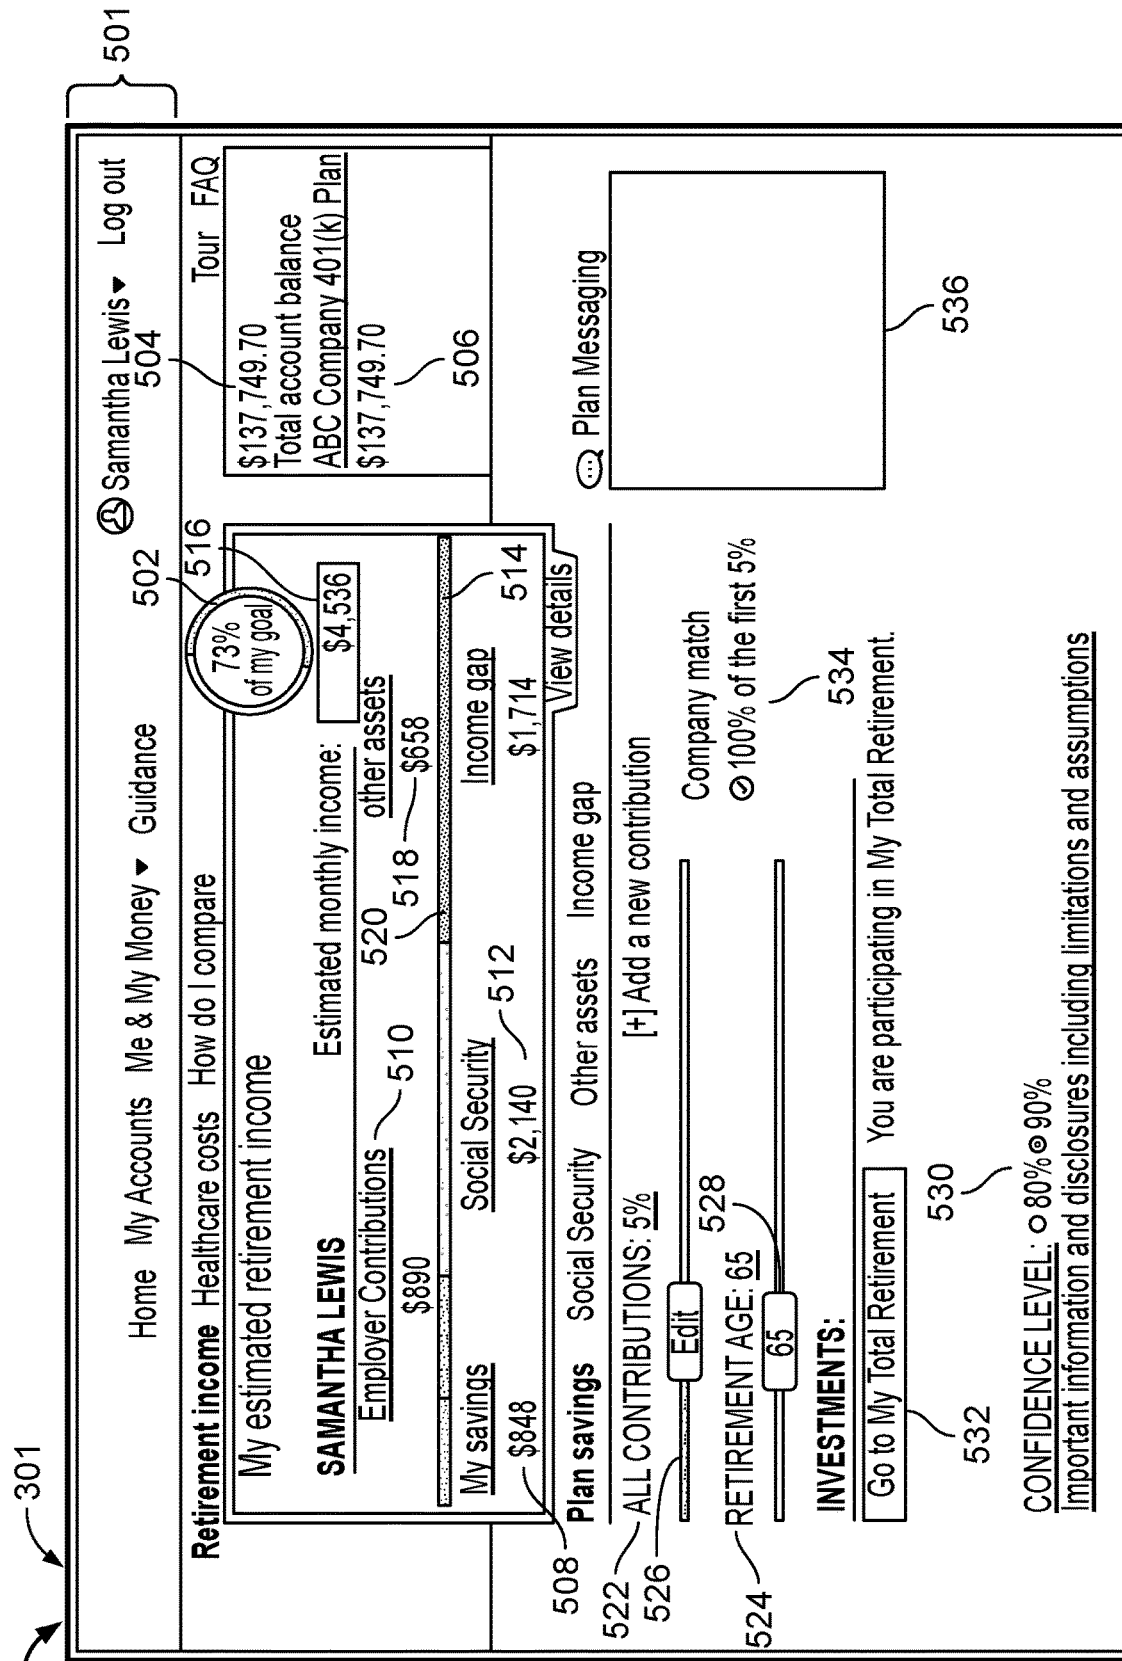 301
501
Home My Accounts Me & My Money Guidance
Samantha Lewis Log out
Retirement income Healthcare costs How do I compare
Tour FAQ
502
504
516
My estimated retirement income
73%
of my goal
$137,749.70
Total account balance
ABC Company 401(k) Plan
$137,749.70
506
SAMANTHA LEWIS
Estimated monthly income:
$4,536
Employer Contributions
510
520
other assets
$890
518
$658
My savings
Social Security
Income gap
514
508
$848
$2,140
512
$1,714
View details
Plan savings Social Security Other assets Income gap
Plan Messaging
522
ALL CONTRIBUTIONS: 5%
[+] Add a new contribution
526
Edit
Company match
528
524
RETIREMENT AGE: 65
100% of the first 5%
65
534
536
INVESTMENTS:
Go to My Total Retirement
You are participating in My Total Retirement.
532
530
CONFIDENCE LEVEL: 80% 90%
Important information and disclosures including limitations and assumptions